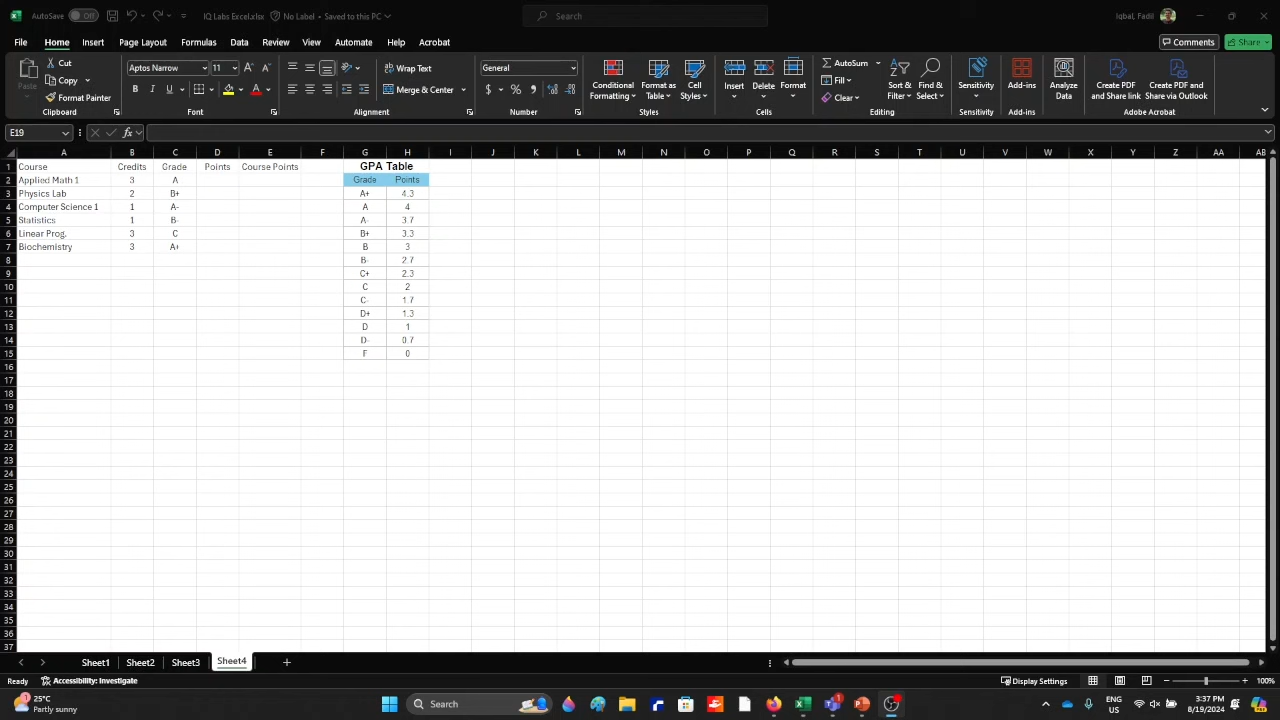 AutoSave Off IQ Labs Excel.xlsx No Label • Saved to this PC Search Iqbal, Fadil
File Home Insert Page Layout Formulas Data Review View Automate Help Acrobat Comments Share
Paste Cut Copy Format Painter Clipboard
Aptos Narrow 11 B I U Font
Wrap Text Merge & Center Alignment
General $ % Number
Conditional Formatting Format as Table Cell Styles Styles
Insert Delete Format Cells
AutoSum Fill Clear Sort & Filter Find & Select Editing
Sensitivity Sensitivity
Add-ins Add-ins
Analyze Data
Create PDF and Share link Create PDF and Share via Outlook Adobe Acrobat
E19 fx
A B C D E F G H I J K L M N O P Q R S T U V W X Y Z AA AB
1 Course Credits Grade Points Course Points GPA Table
2 Applied Math 1 3 A Grade Points
3 Physics Lab 2 B+ A+ 4.3
4 Computer Science 1 1 A- A 4
5 Statistics 1 B- A- 3.7
6 Linear Prog. 3 C B+ 3.3
7 Biochemistry 3 A+ B 3
8 B- 2.7
9 C+ 2.3
10 C 2
11 C- 1.7
12 D+ 1.3
13 D 1
14 D- 0.7
15 F 0
16
17
18
19
20
21
22
23
24
25
26
27
28
29
30
31
32
33
34
35
36
37
Sheet1 Sheet2 Sheet3 Sheet4
Ready Accessibility: Investigate Display Settings 100%
1 25°C Search 1 ENG 3:37 PM
Partly sunny US 8/19/2024